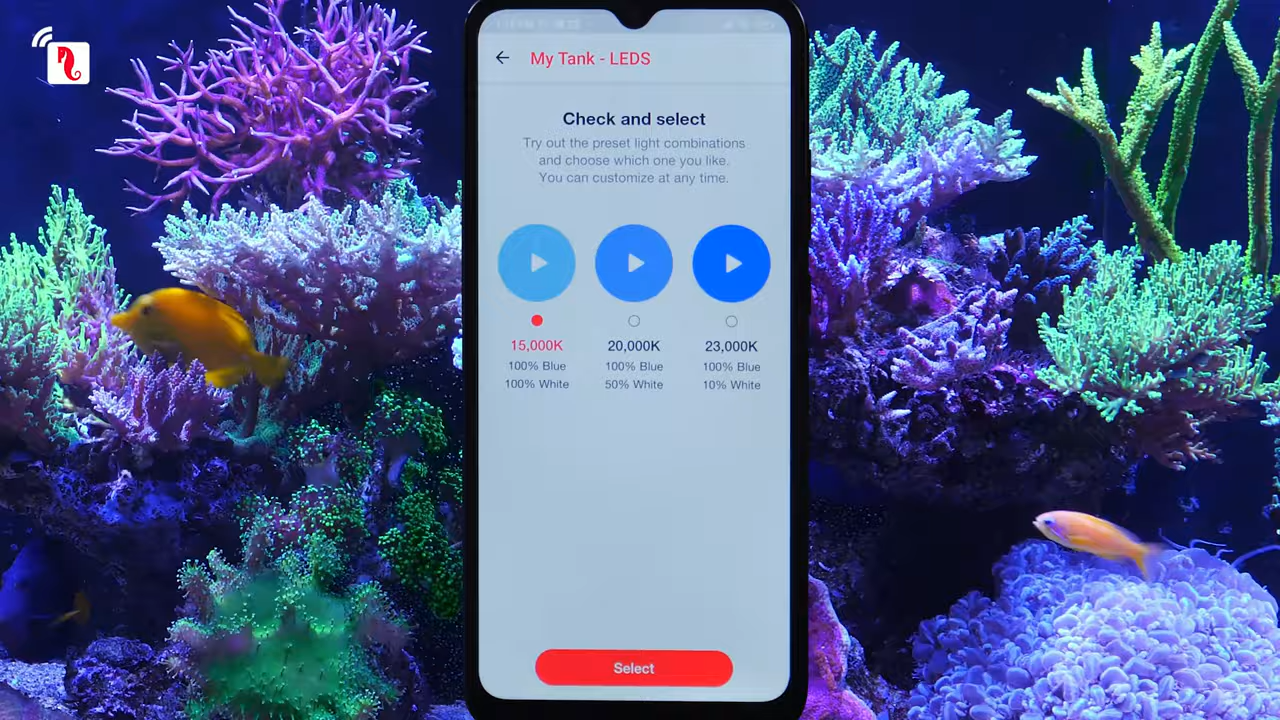 My Tank - LEDS
Check and select
Try out the preset light combinations
and choose which one you like.
You can customize at any time.
15,000K
100% Blue
100% White
20,000K
100% Blue
50% White
23,000K
100% Blue
10% White
Select